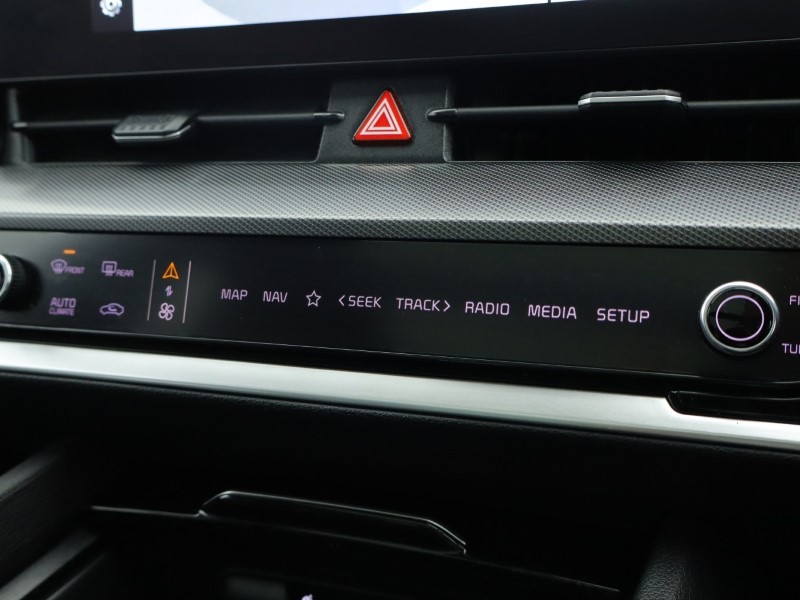 FRONT REAR
AUTO
CLIMATE
MAP NAV <SEEK TRACK> RADIO MEDIA SETUP